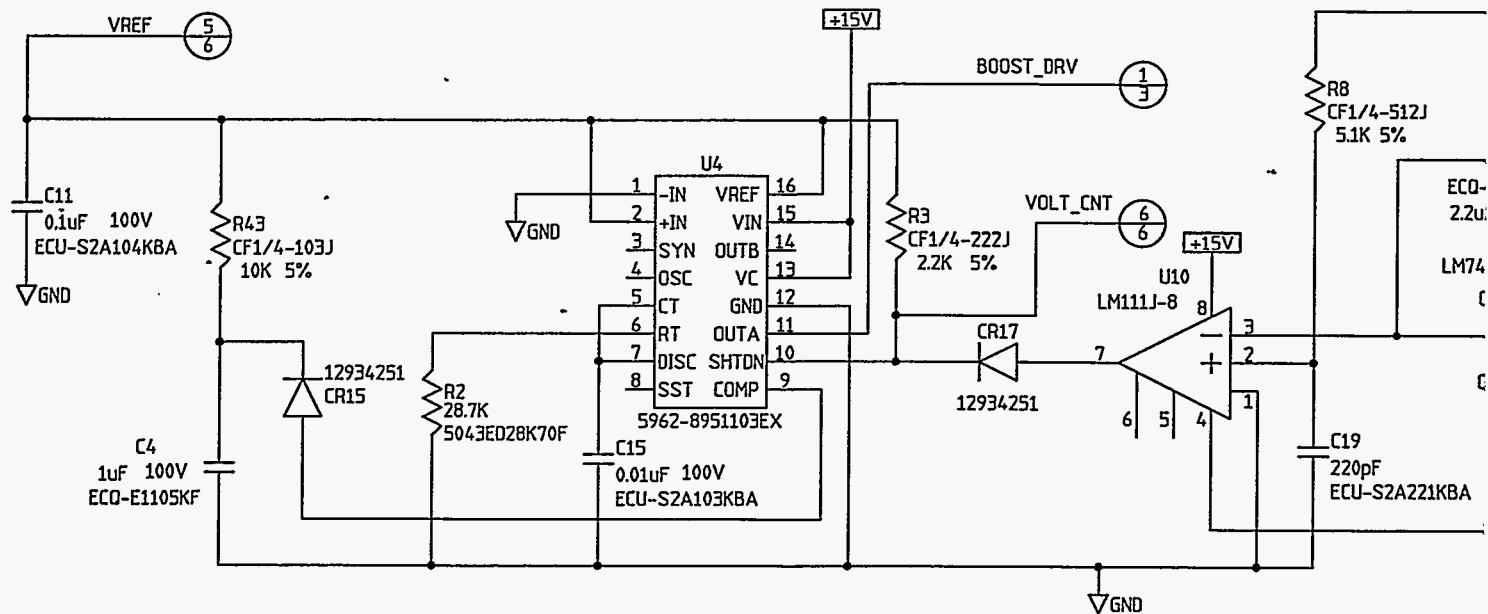 VREF
5
6
+15V
BOOST_DRV
1
3
R8
CF1/4-512J
5.1K 5%
C11
0.1uF 100V
ECU-S2A104KBA
GND
R43
CF1/4-103J
10K 5%
GND
U4
1 -IN VREF 16
2 +IN VIN 15
3 SYN OUTB 14
4 OSC VC 13
5 CT GND 12
6 RT OUTA 11
7 DISC SHTDN 10
8 SST COMP 9
5962-8951103EX
R3
CF1/4-222J
2.2K 5%
VOLT_CNT
6
6
+15V
U10
LM111J-8
8
3
2
1
7
6
5
4
CR17
12934251
ECQ-
2.2u
LM74
12934251
CR15
R2
28.7K
5043ED28K70F
C4
1uF 100V
ECQ-E1105KF
C15
0.01uF 100V
ECU-S2A103KBA
C19
220pF
ECU-S2A221KBA
GND